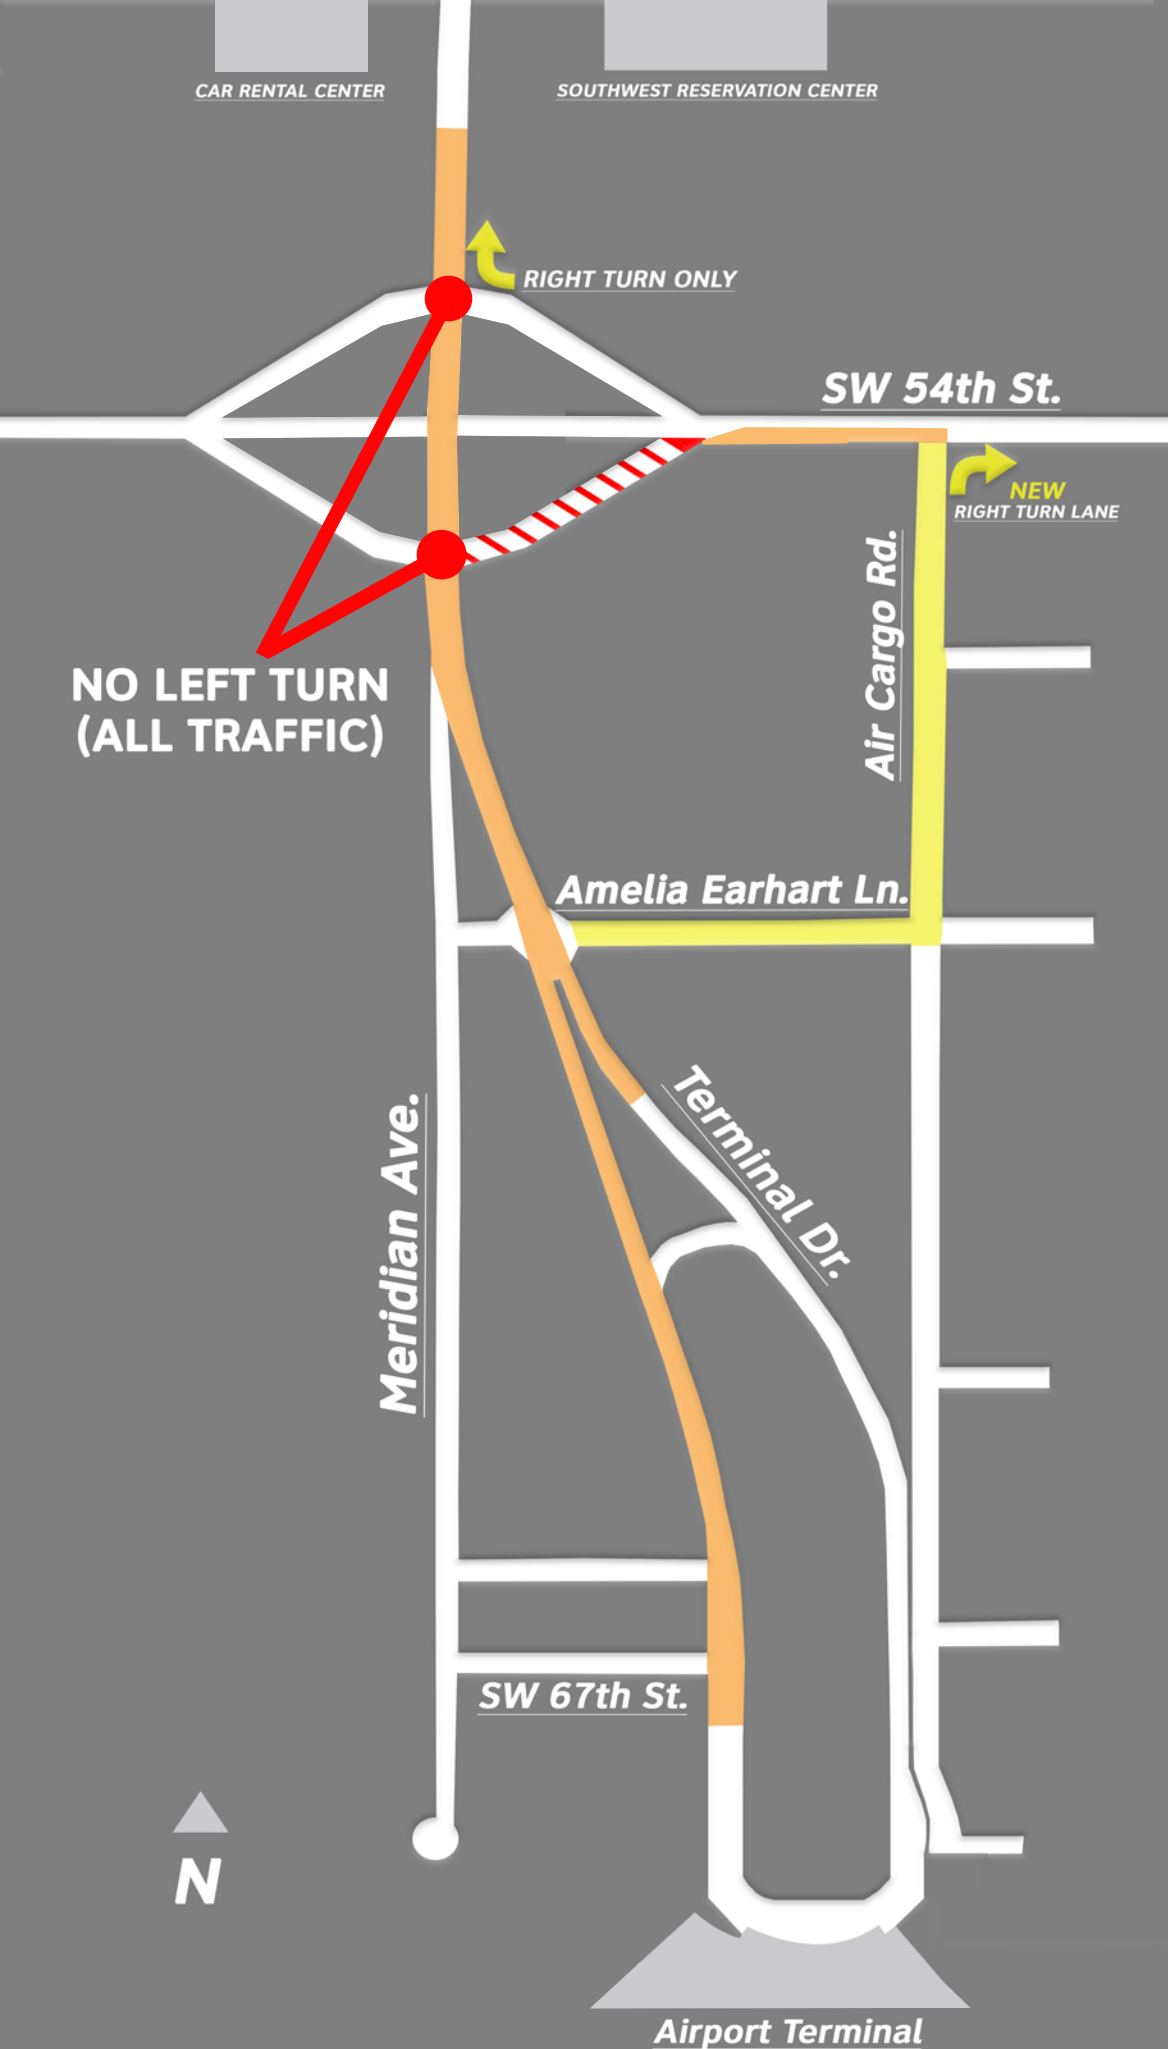 CAR RENTAL CENTER
SOUTHWEST RESERVATION CENTER
RIGHT TURN ONLY
SW 54th St.
NEW
RIGHT TURN LANE
Air Cargo Rd.
NO LEFT TURN
(ALL TRAFFIC)
Amelia Earhart Ln.
Terminal Dr.
Meridian Ave.
SW 67th St.
N
Airport Terminal